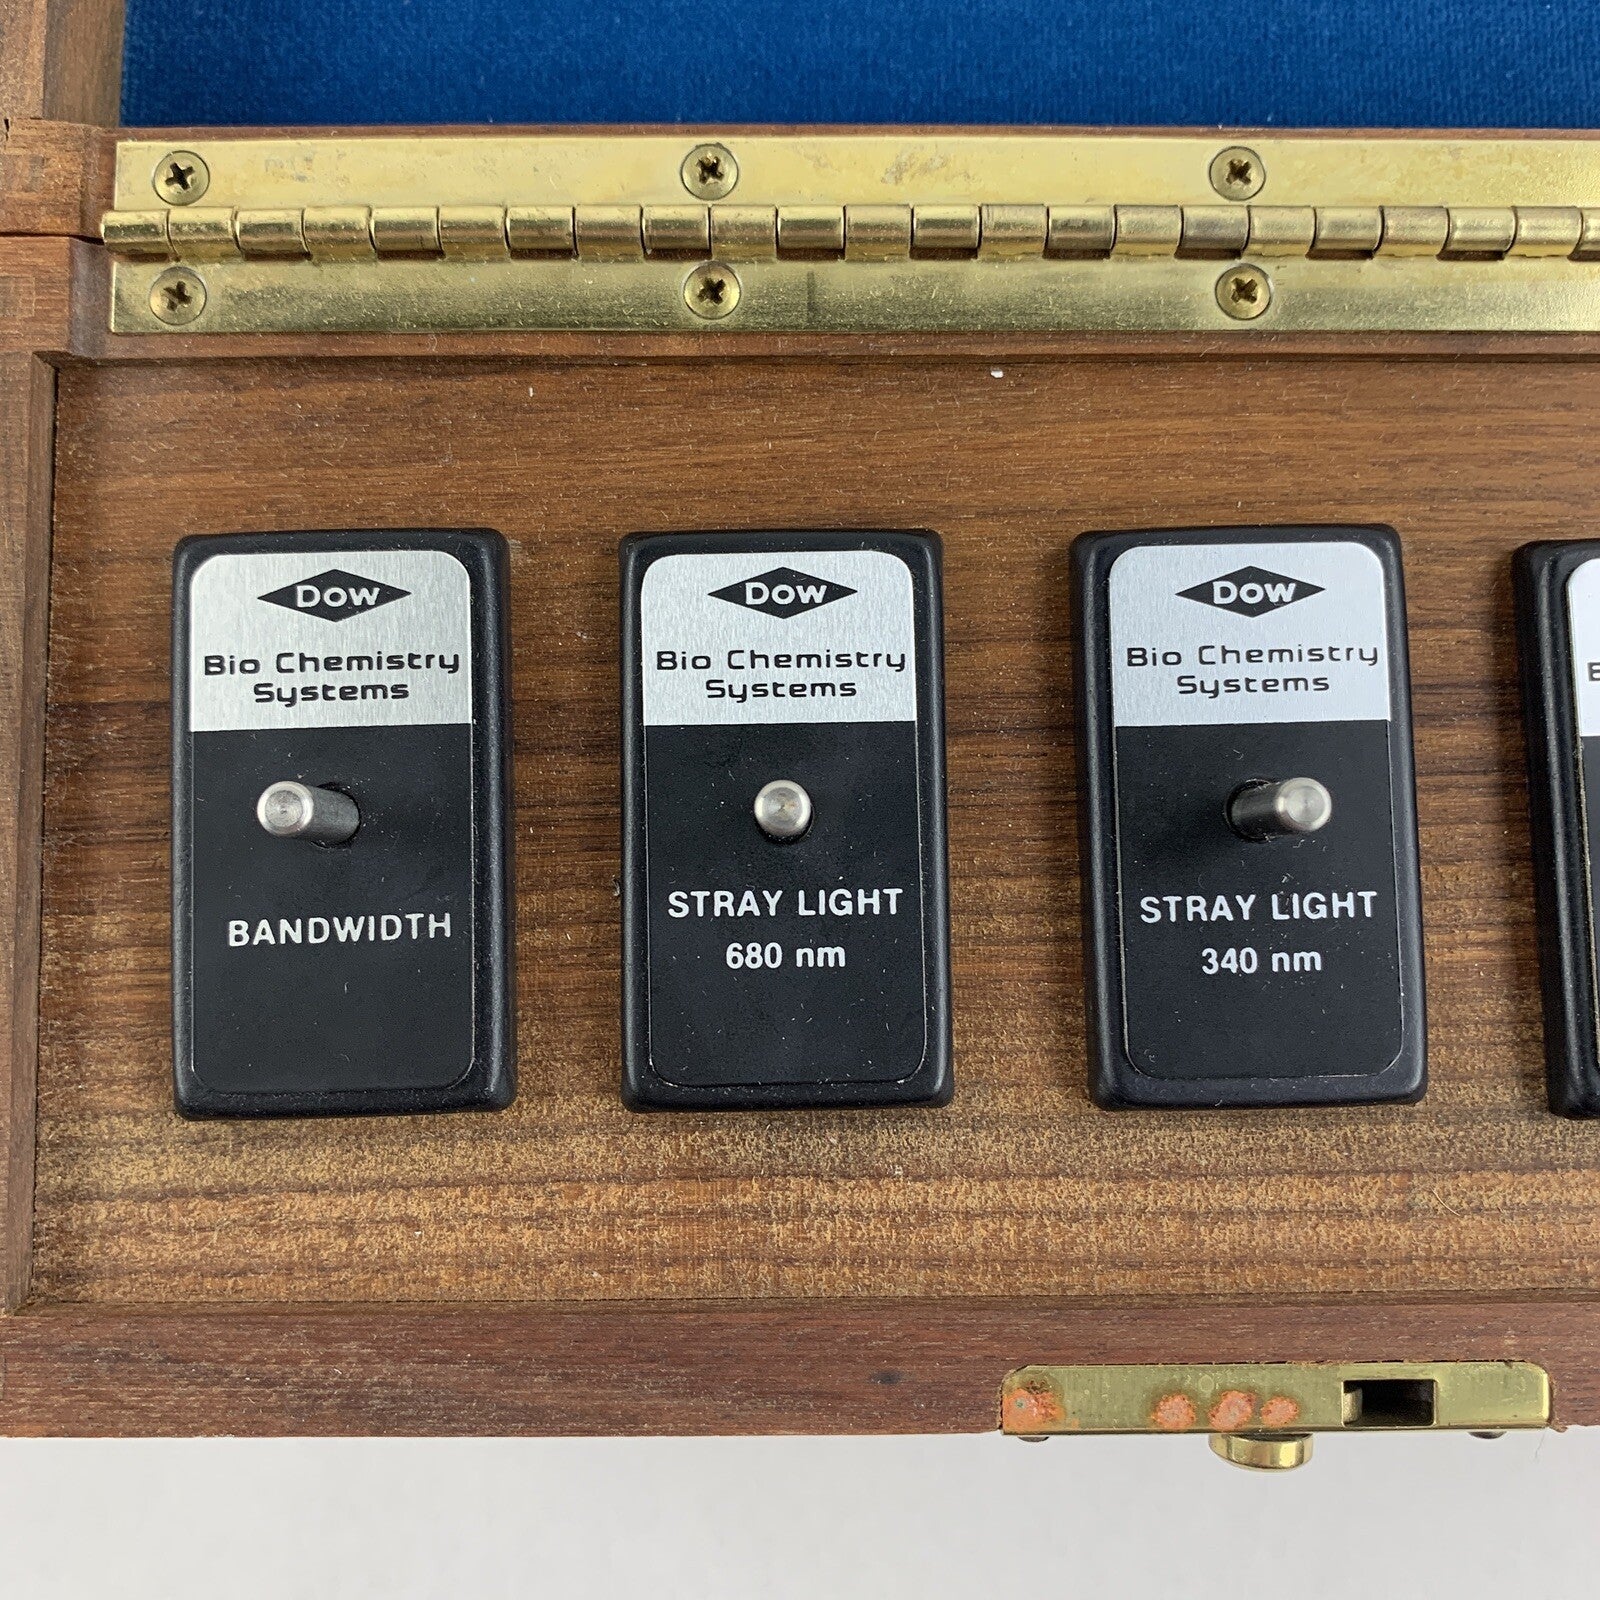 DOW
Bio Chemistry
Systems
BANDWIDTH
DOW
Bio Chemistry
Systems
STRAY LIGHT
680 nm
DOW
Bio Chemistry
Systems
STRAY LIGHT
340 nm